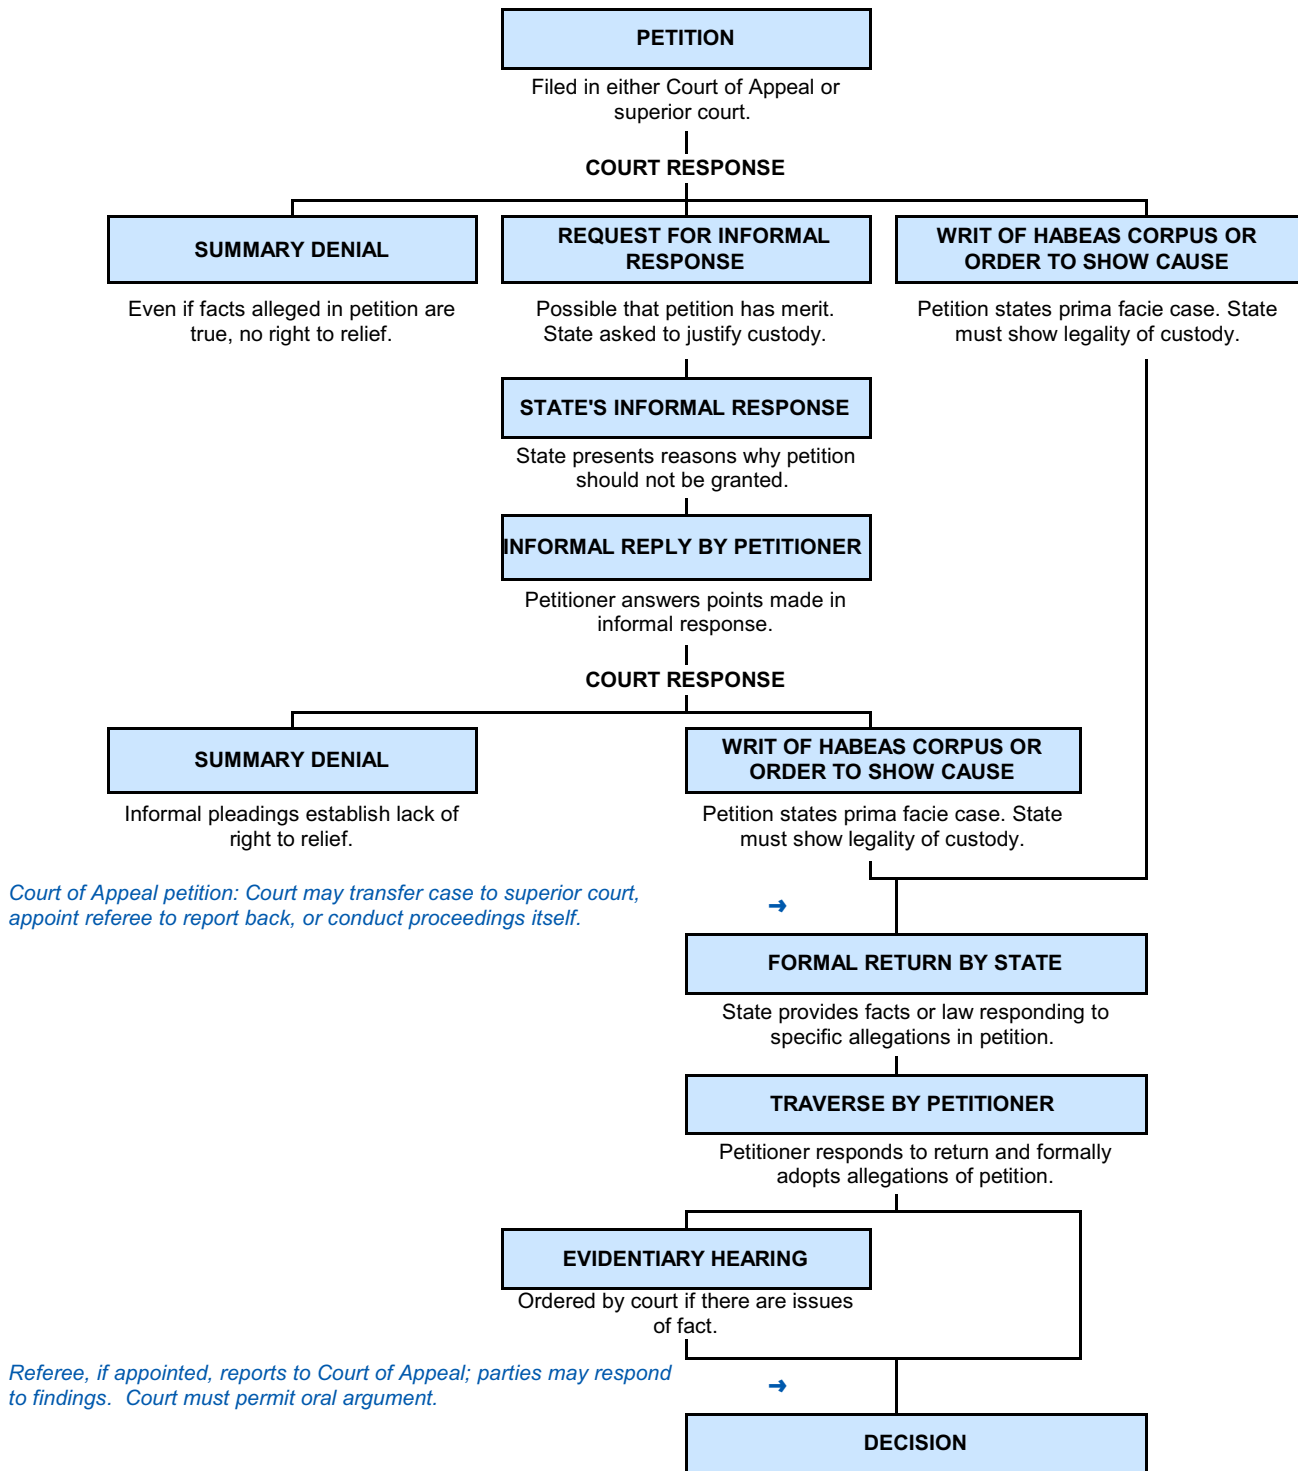 PETITION
Filed in either Court of Appeal or
superior court.
COURT RESPONSE
SUMMARY DENIAL
Even if facts alleged in petition are
true, no right to relief.
REQUEST FOR INFORMAL
RESPONSE
Possible that petition has merit.
State asked to justify custody.
WRIT OF HABEAS CORPUS OR
ORDER TO SHOW CAUSE
Petition states prima facie case. State
must show legality of custody.
STATE'S INFORMAL RESPONSE
State presents reasons why petition
should not be granted.
INFORMAL REPLY BY PETITIONER
Petitioner answers points made in
informal response.
COURT RESPONSE
SUMMARY DENIAL
Informal pleadings establish lack of
right to relief.
WRIT OF HABEAS CORPUS OR
ORDER TO SHOW CAUSE
Petition states prima facie case. State
must show legality of custody.
Court of Appeal petition: Court may transfer case to superior court,
appoint referee to report back, or conduct proceedings itself.
FORMAL RETURN BY STATE
State provides facts or law responding to
specific allegations in petition.
TRAVERSE BY PETITIONER
Petitioner responds to return and formally
adopts allegations of petition.
EVIDENTIARY HEARING
Ordered by court if there are issues
of fact.
Referee, if appointed, reports to Court of Appeal; parties may respond
to findings.  Court must permit oral argument.
DECISION